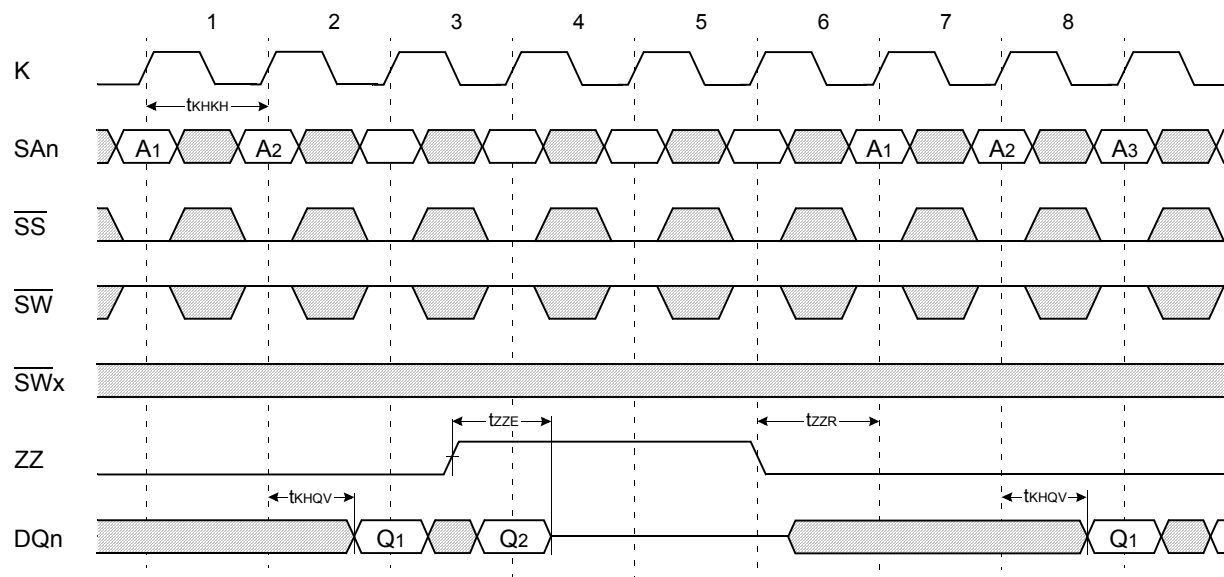 1 2 3 4 5 6 7 8
K
tKHKH
SAn A1 A2 A1 A2 A3
SS
SW
SWx
tZZE tZZR
ZZ
tKHQV tKHQV
DQn Q1 Q2 Q1